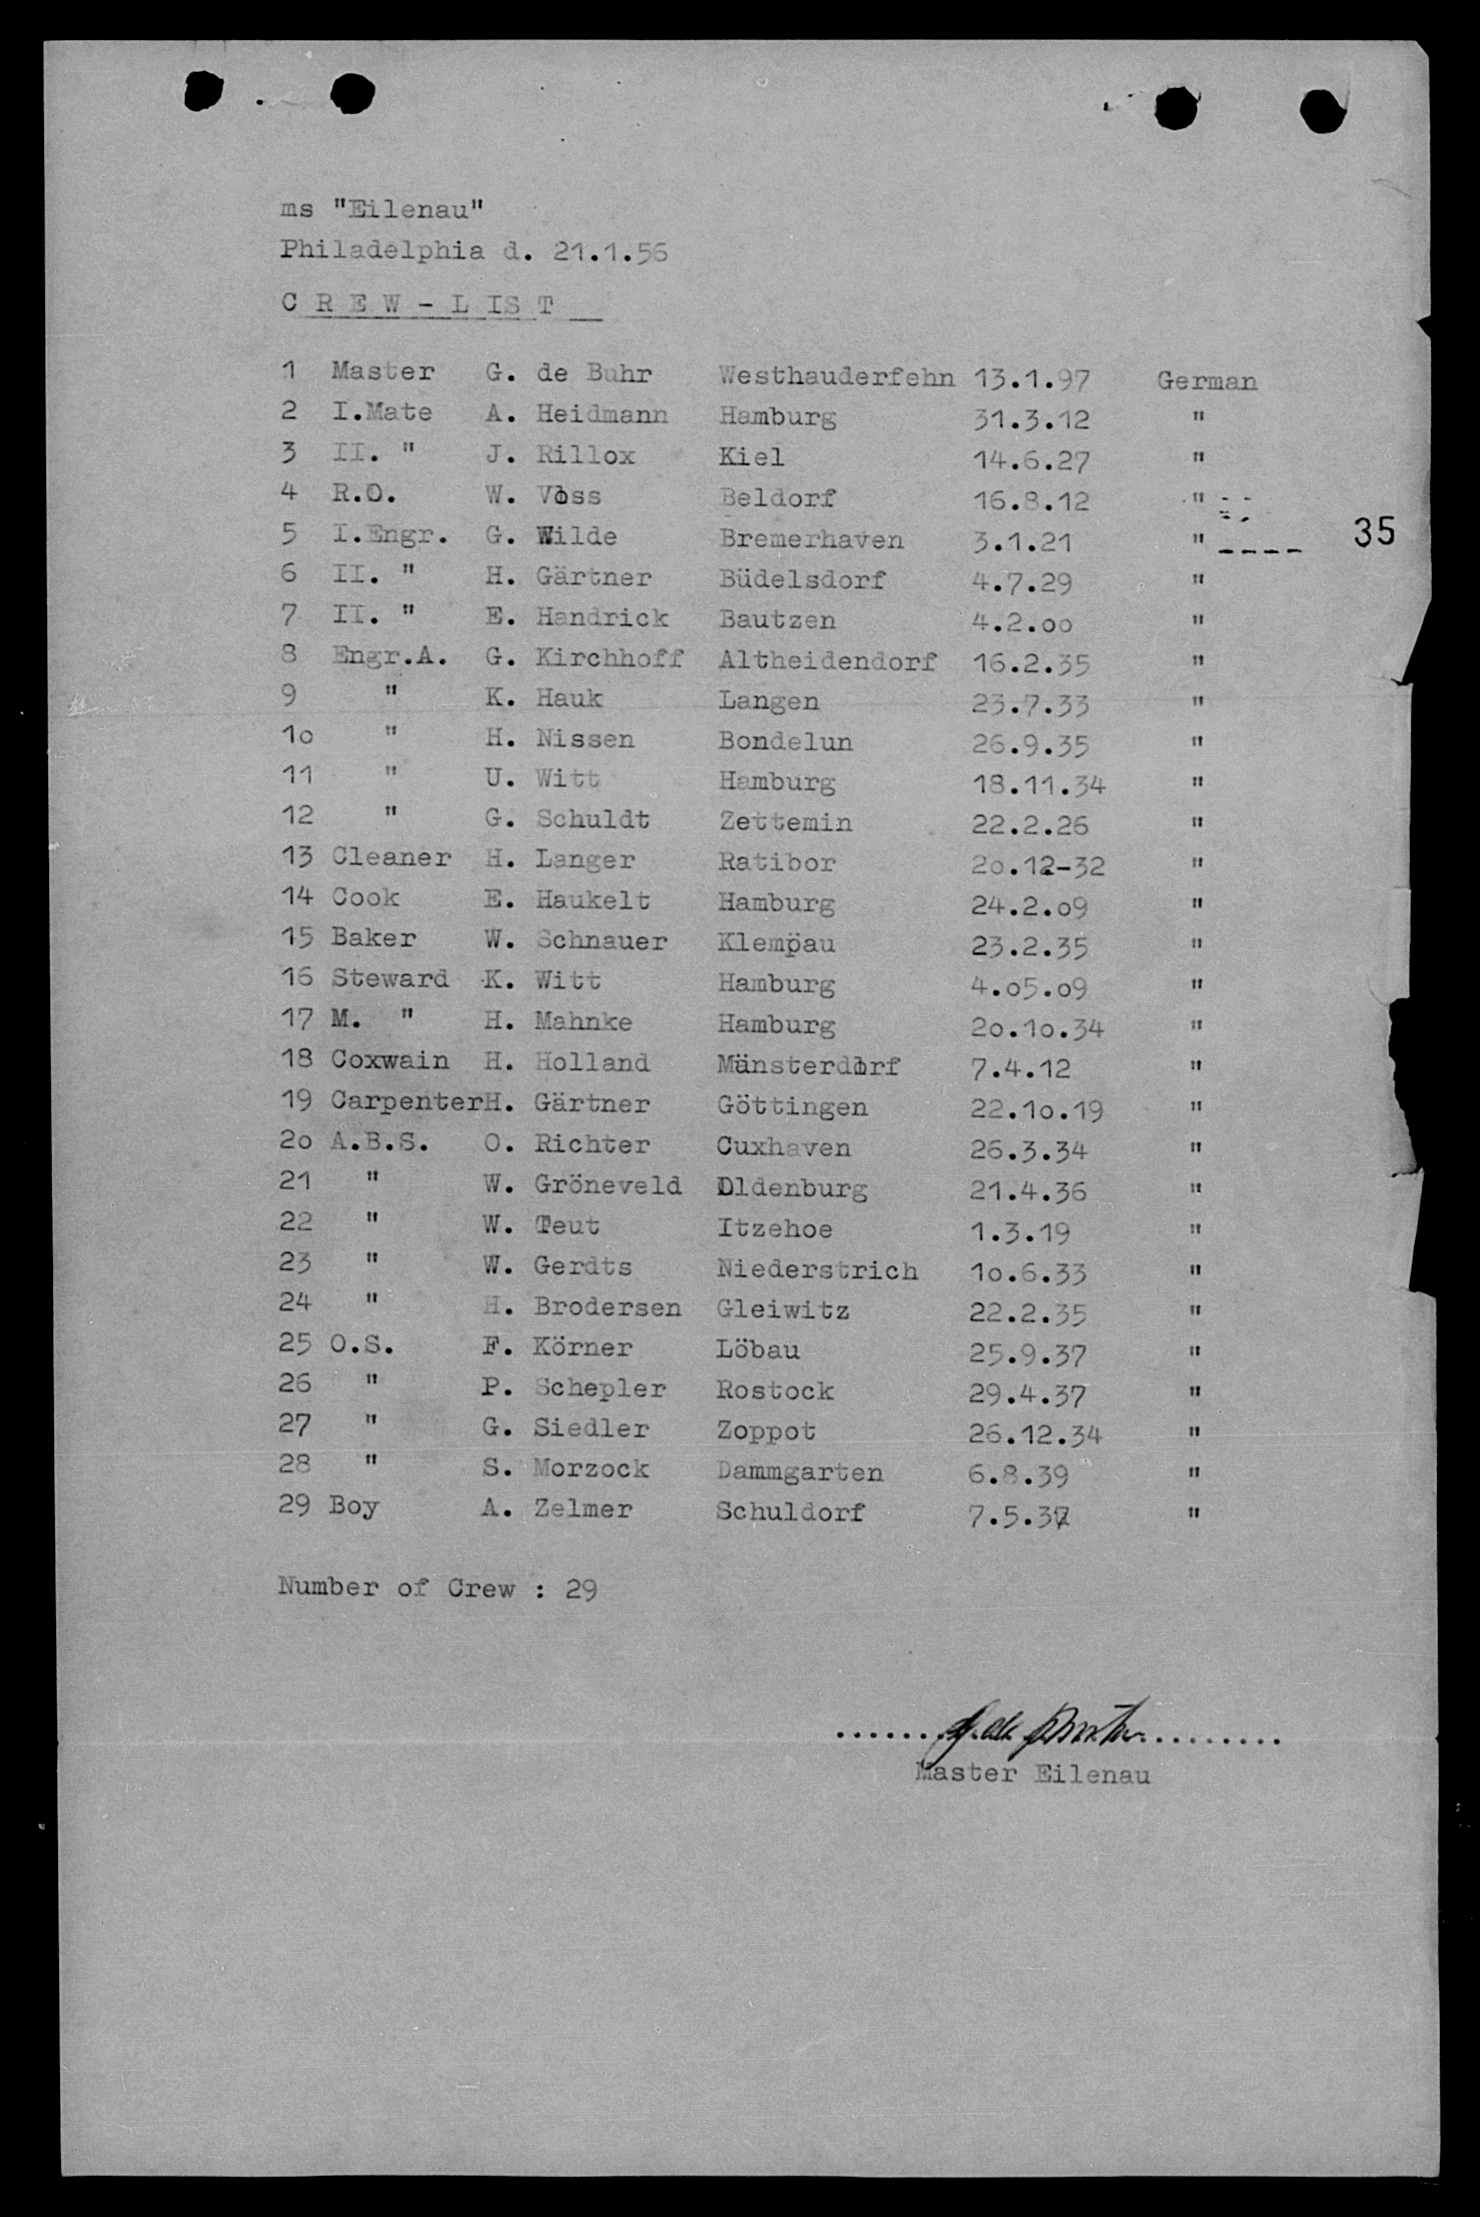 ms "Eilenau"
Philadelphia d. 21.1.56
C R E W - L IS T
1 Master G. de Buhr Westhauderfehn 13.1.97 German
2 I.Mate A. Heidmann Hamburg 31.3.12 "
3 II. " J. Rillox Kiel 14.6.27 "
4 R.O. W. Voss Beldorf 16.8.12 "
5 I.Engr. G. Wilde Bremerhaven 3.1.21 " ---- 35
6 II. " H. Gärtner Büdelsdorf 4.7.29 "
7 II. " E. Handrick Bautzen 4.2.oo "
8 Engr.A. G. Kirchhoff Altheidendorf 16.2.35 "
9 " K. Hauk Langen 23.7.33 "
1o " H. Nissen Bondelun 26.9.35 "
11 " U. Witt Hamburg 18.11.34 "
12 " G. Schuldt Zettemin 22.2.26 "
13 Cleaner H. Langer Ratibor 2o.12-32 "
14 Cook E. Haukelt Hamburg 24.2.o9 "
15 Baker W. Schnauer Klempau 23.2.35 "
16 Steward K. Witt Hamburg 4.o5.o9 "
17 M. " H. Mahnke Hamburg 2o.1o.34 "
18 Coxwain H. Holland Münsterdorf 7.4.12 "
19 CarpenterH. Gärtner Göttingen 22.1o.19 "
2o A.B.S. O. Richter Cuxhaven 26.3.34 "
21 " W. Gröneveld Oldenburg 21.4.36 "
22 " W. Teut Itzehoe 1.3.19 "
23 " W. Gerdts Niederstrich 1o.6.33 "
24 " H. Brodersen Gleiwitz 22.2.35 "
25 O.S. F. Körner Löbau 25.9.37 "
26 " P. Schepler Rostock 29.4.37 "
27 " G. Siedler Zoppot 26.12.34 "
28 " S. Morzock Dammgarten 6.8.39 "
29 Boy A. Zelmer Schuldorf "
Number of Crew : 29
G. de Buhr
Master Eilenau